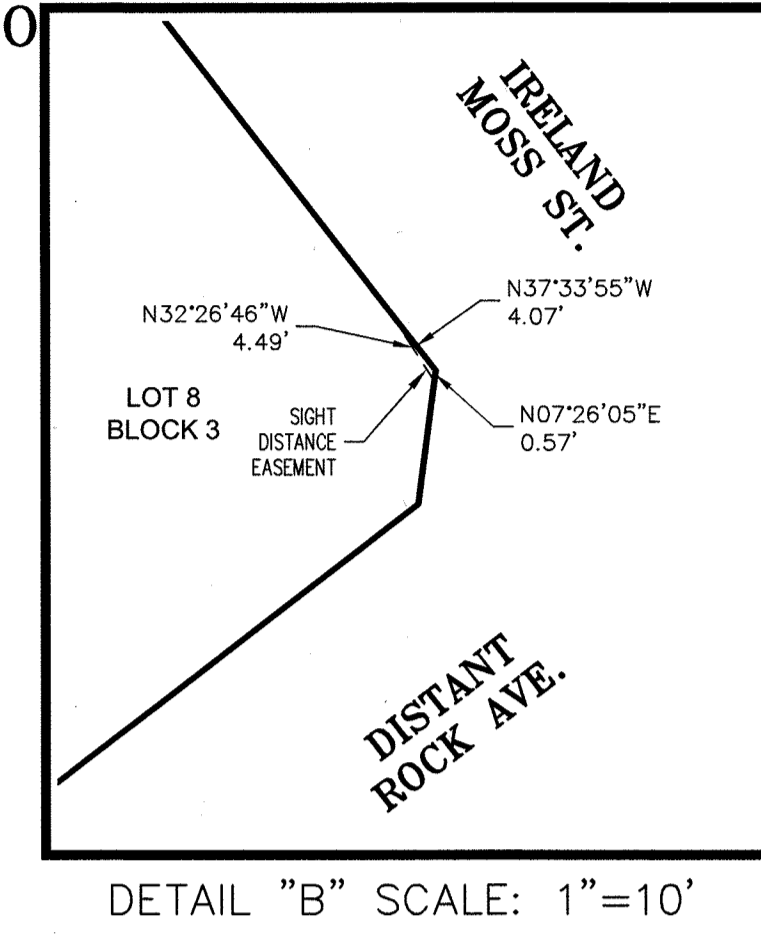 O
IRELAND
MOSS ST.
N37°33'55"W
4.07'
N32°26'46"W
4.49'
LOT 8
BLOCK 3
SIGHT
DISTANCE
EASEMENT
N07°26'05"E
0.57'
DISTANT
ROCK AVE.
DETAIL "B" SCALE: 1"=10'